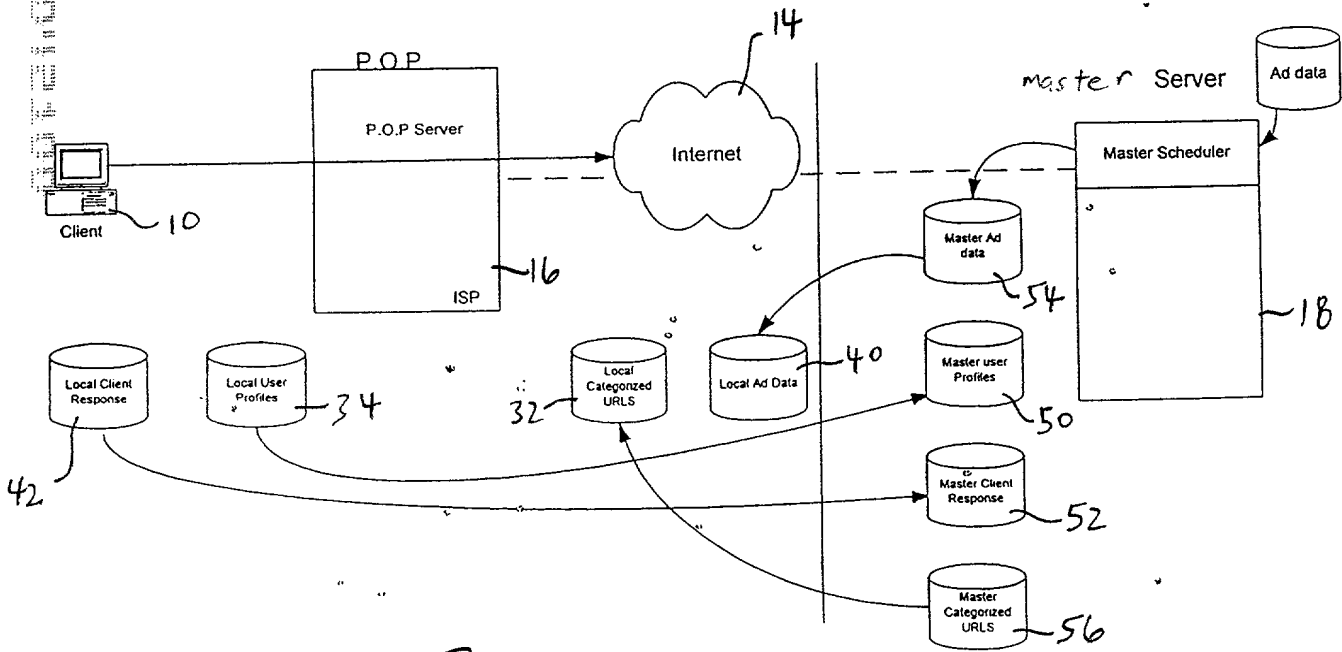 14
P.O.P
master Server
Ad data
P.O.P Server
Internet
Master Scheduler
10
Client
16
ISP
Master Ad
data
54
18
Local Client
Response
42
Local User
Profiles
34
Local
Categorized
URLS
32
Local Ad Data
40
Master user
Profiles
50
Master Client
Response
52
Master
Categorized
URLS
56